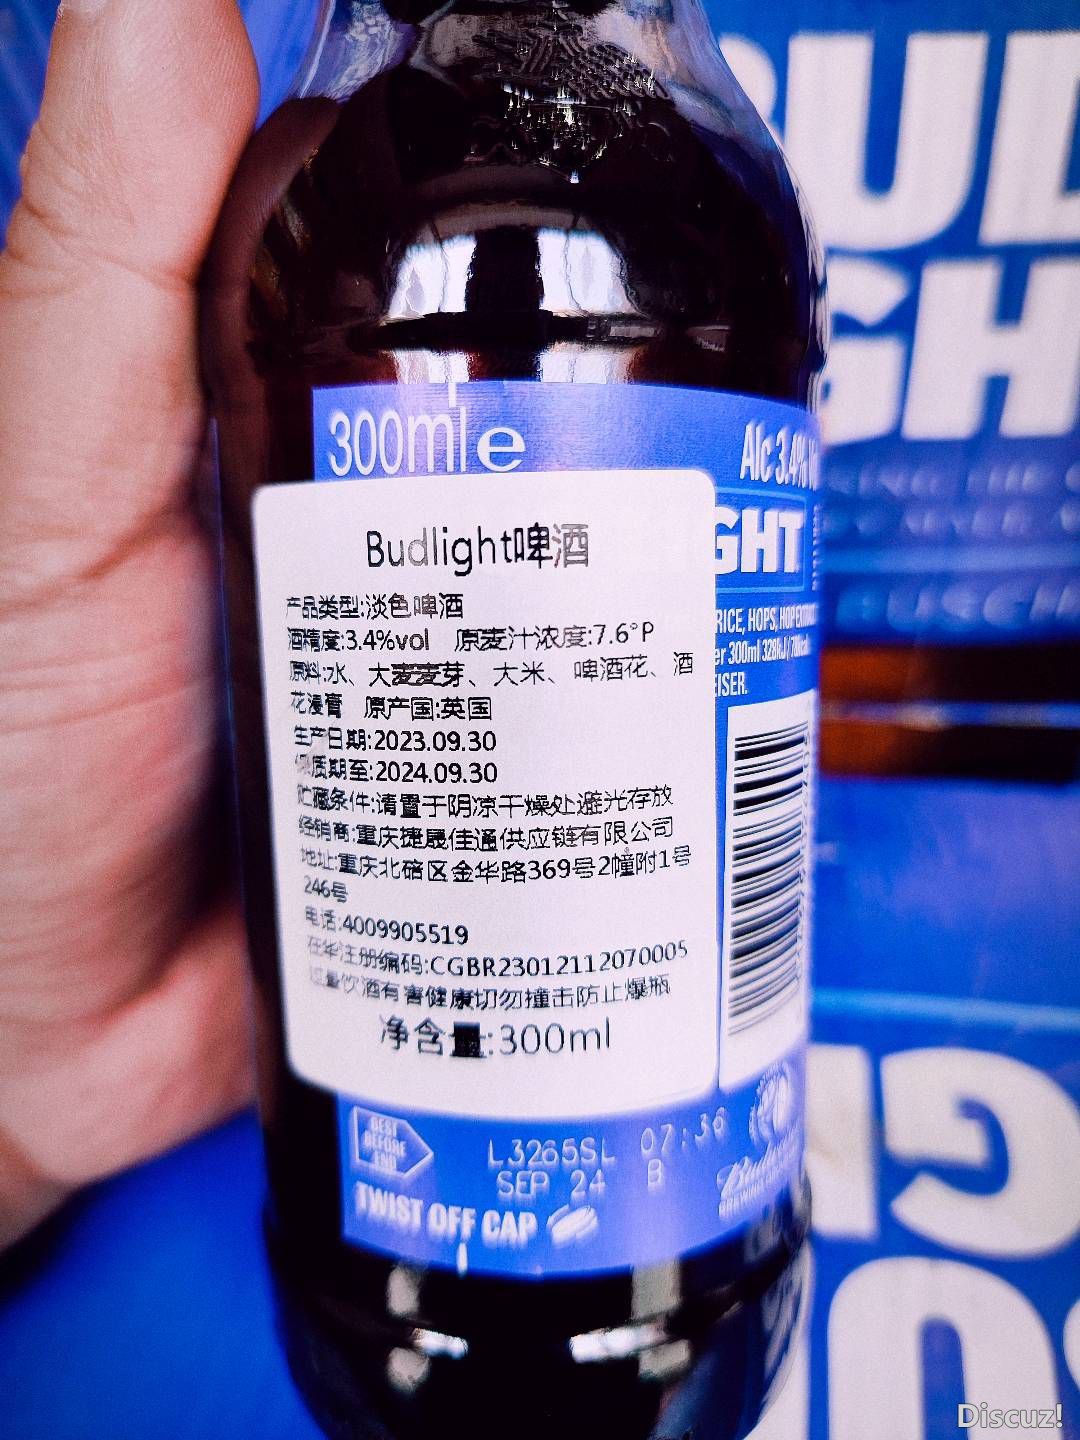 BUD
GHT
300ml e
Alc 3.4%
GHT
Budlight啤酒
产品类型:淡色啤酒
酒精度:3.4%vol 原麦汁浓度:7.6°P
原料:水、大麦麦芽、大米、啤酒花、酒
花浸膏 原产国:英国
生产日期:2023.09.30
保质期至:2024.09.30
贮藏条件:请置于阴凉干燥处避光存放
经销商:重庆捷晟佳通供应链有限公司
地址:重庆北碚区金华路369号2幢附1号
246号
电话:4009905519
在华注册编码:CGBR23012112070005
过量饮酒有害健康切勿撞击防止爆瓶
净含量:300ml
RICE, HOPS, HOP EXTRACT
er 300ml 328kJ/
EISER.
BEST
BEFORE
END
L3265SL 07:36
SEP 24 B
TWIST OFF CAP
Budweiser
Discuz!